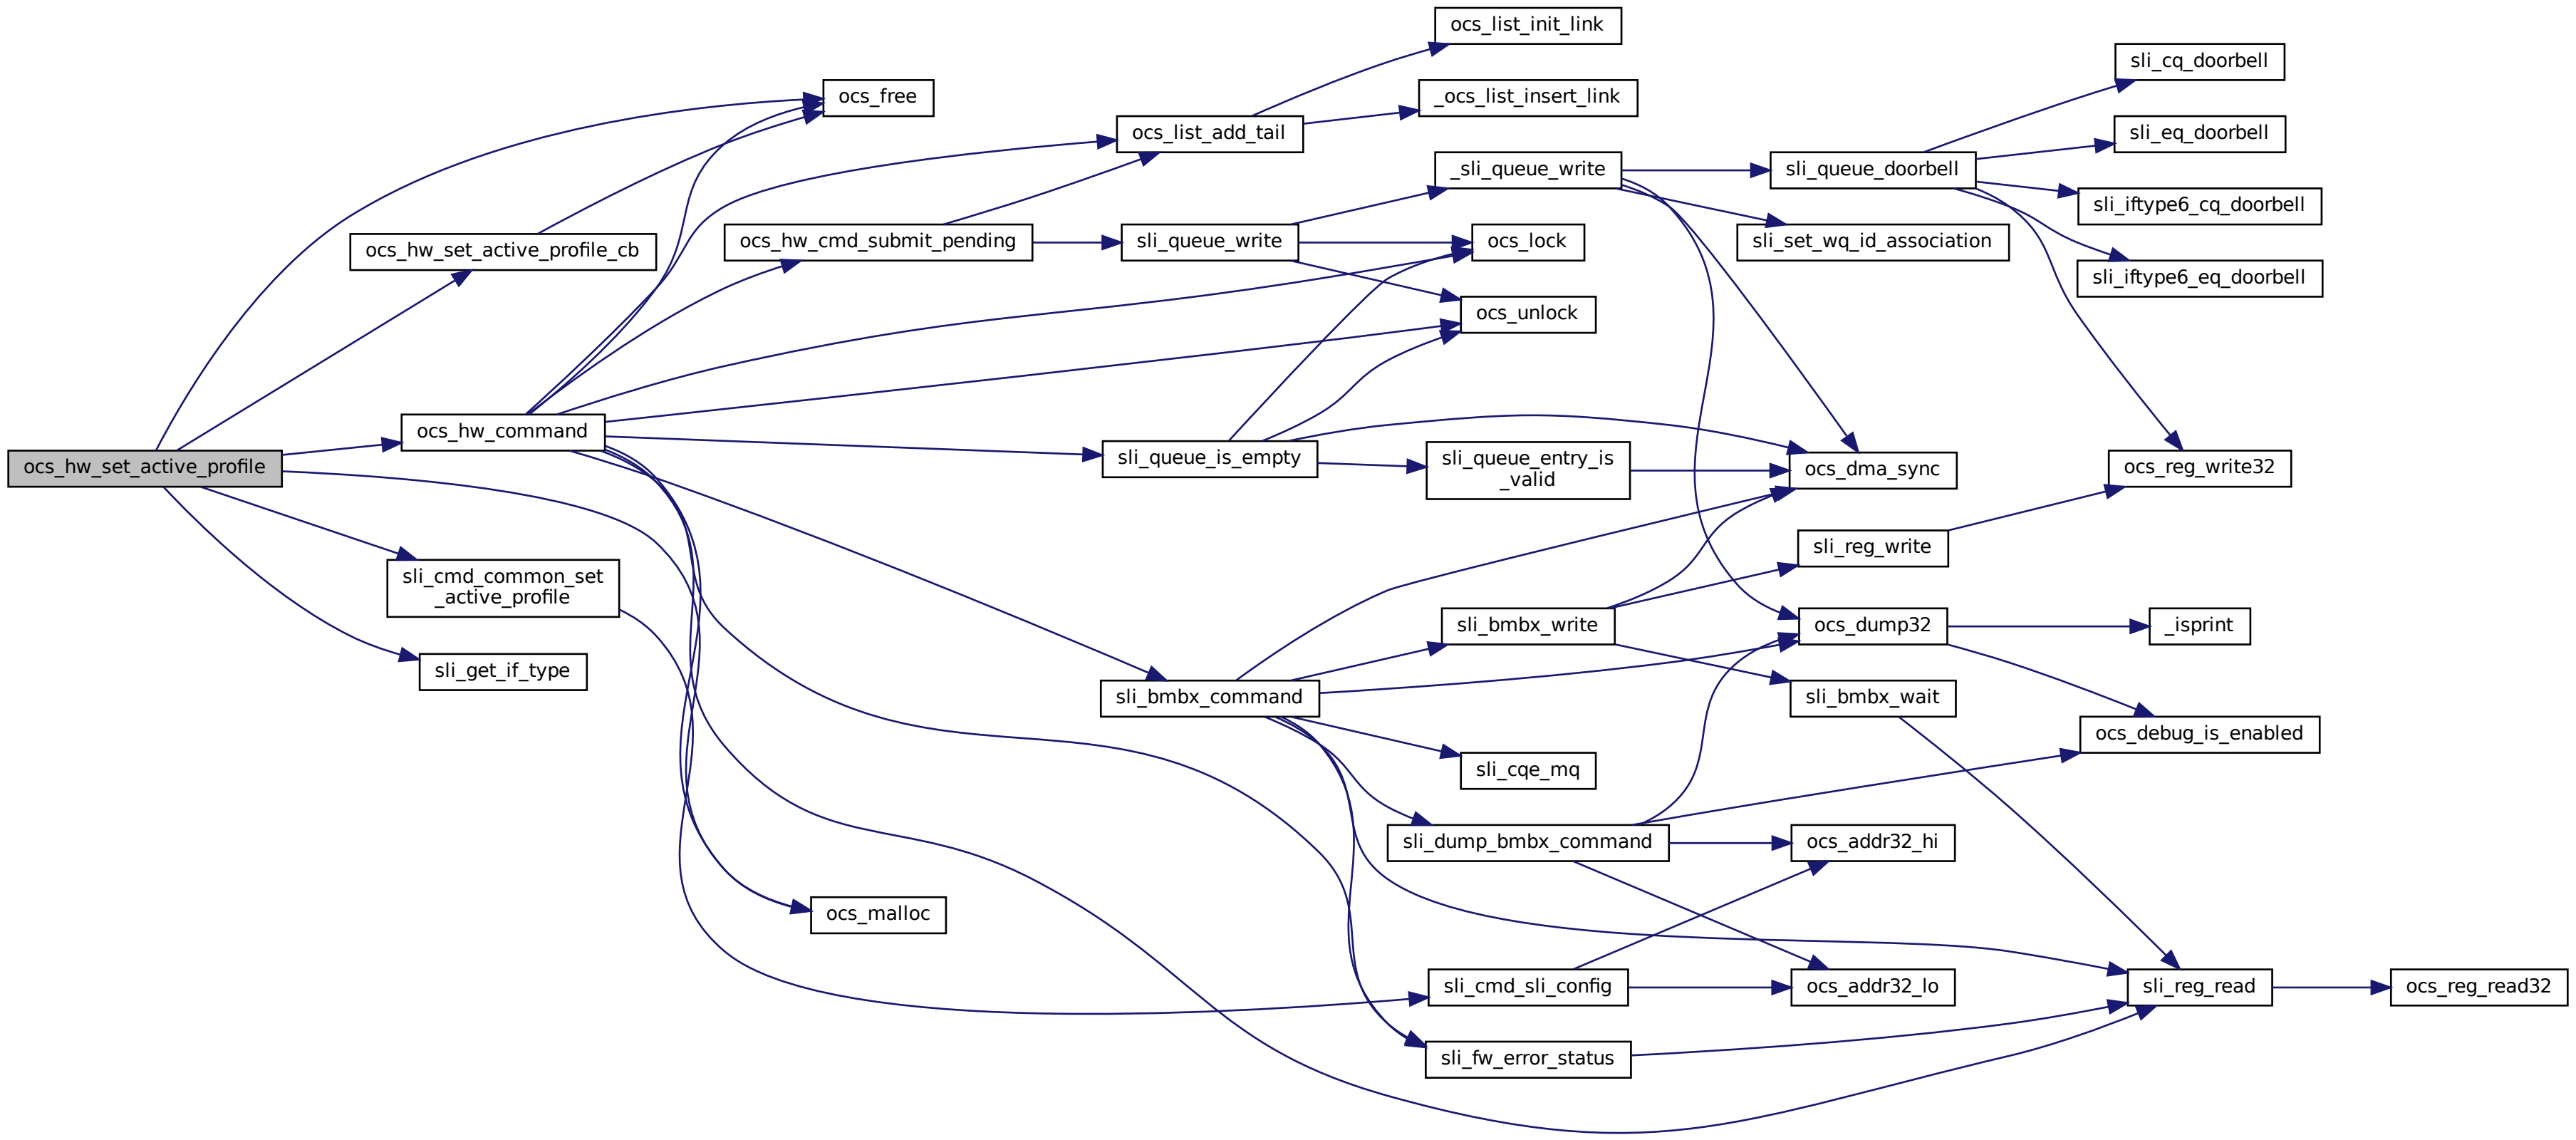 ocs_list_init_link
sli_cq_doorbell
ocs_free
_ocs_list_insert_link
ocs_list_add_tail
sli_eq_doorbell
_sli_queue_write
sli_queue_doorbell
sli_iftype6_cq_doorbell
ocs_hw_set_active_profile_cb
ocs_hw_cmd_submit_pending
sli_queue_write
ocs_lock
sli_set_wq_id_association
sli_iftype6_eq_doorbell
ocs_unlock
ocs_hw_command
ocs_hw_set_active_profile
sli_queue_is_empty
sli_queue_entry_is
_valid
ocs_dma_sync
ocs_reg_write32
sli_reg_write
sli_cmd_common_set
_active_profile
sli_bmbx_write
ocs_dump32
_isprint
sli_get_if_type
sli_bmbx_command
sli_bmbx_wait
ocs_debug_is_enabled
sli_cqe_mq
sli_dump_bmbx_command
ocs_addr32_hi
ocs_malloc
sli_cmd_sli_config
ocs_addr32_lo
sli_reg_read
ocs_reg_read32
sli_fw_error_status